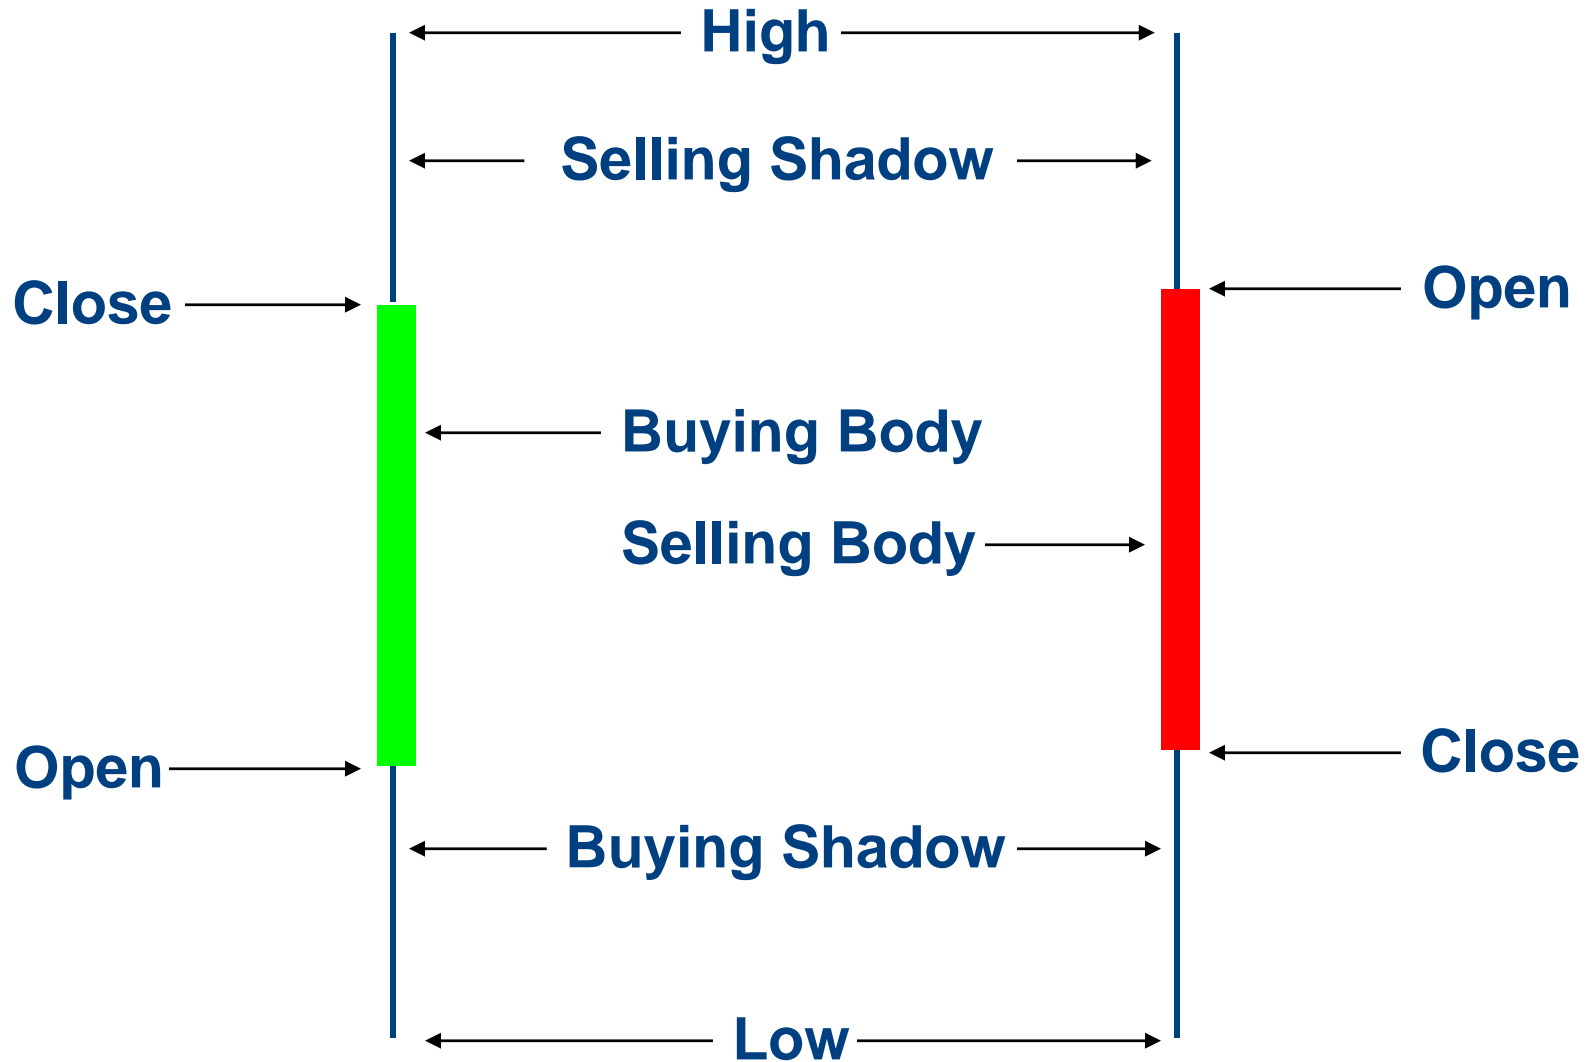 High
Selling Shadow
Close
Open
Buying Body
Selling Body
Open
Close
Buying Shadow
Low